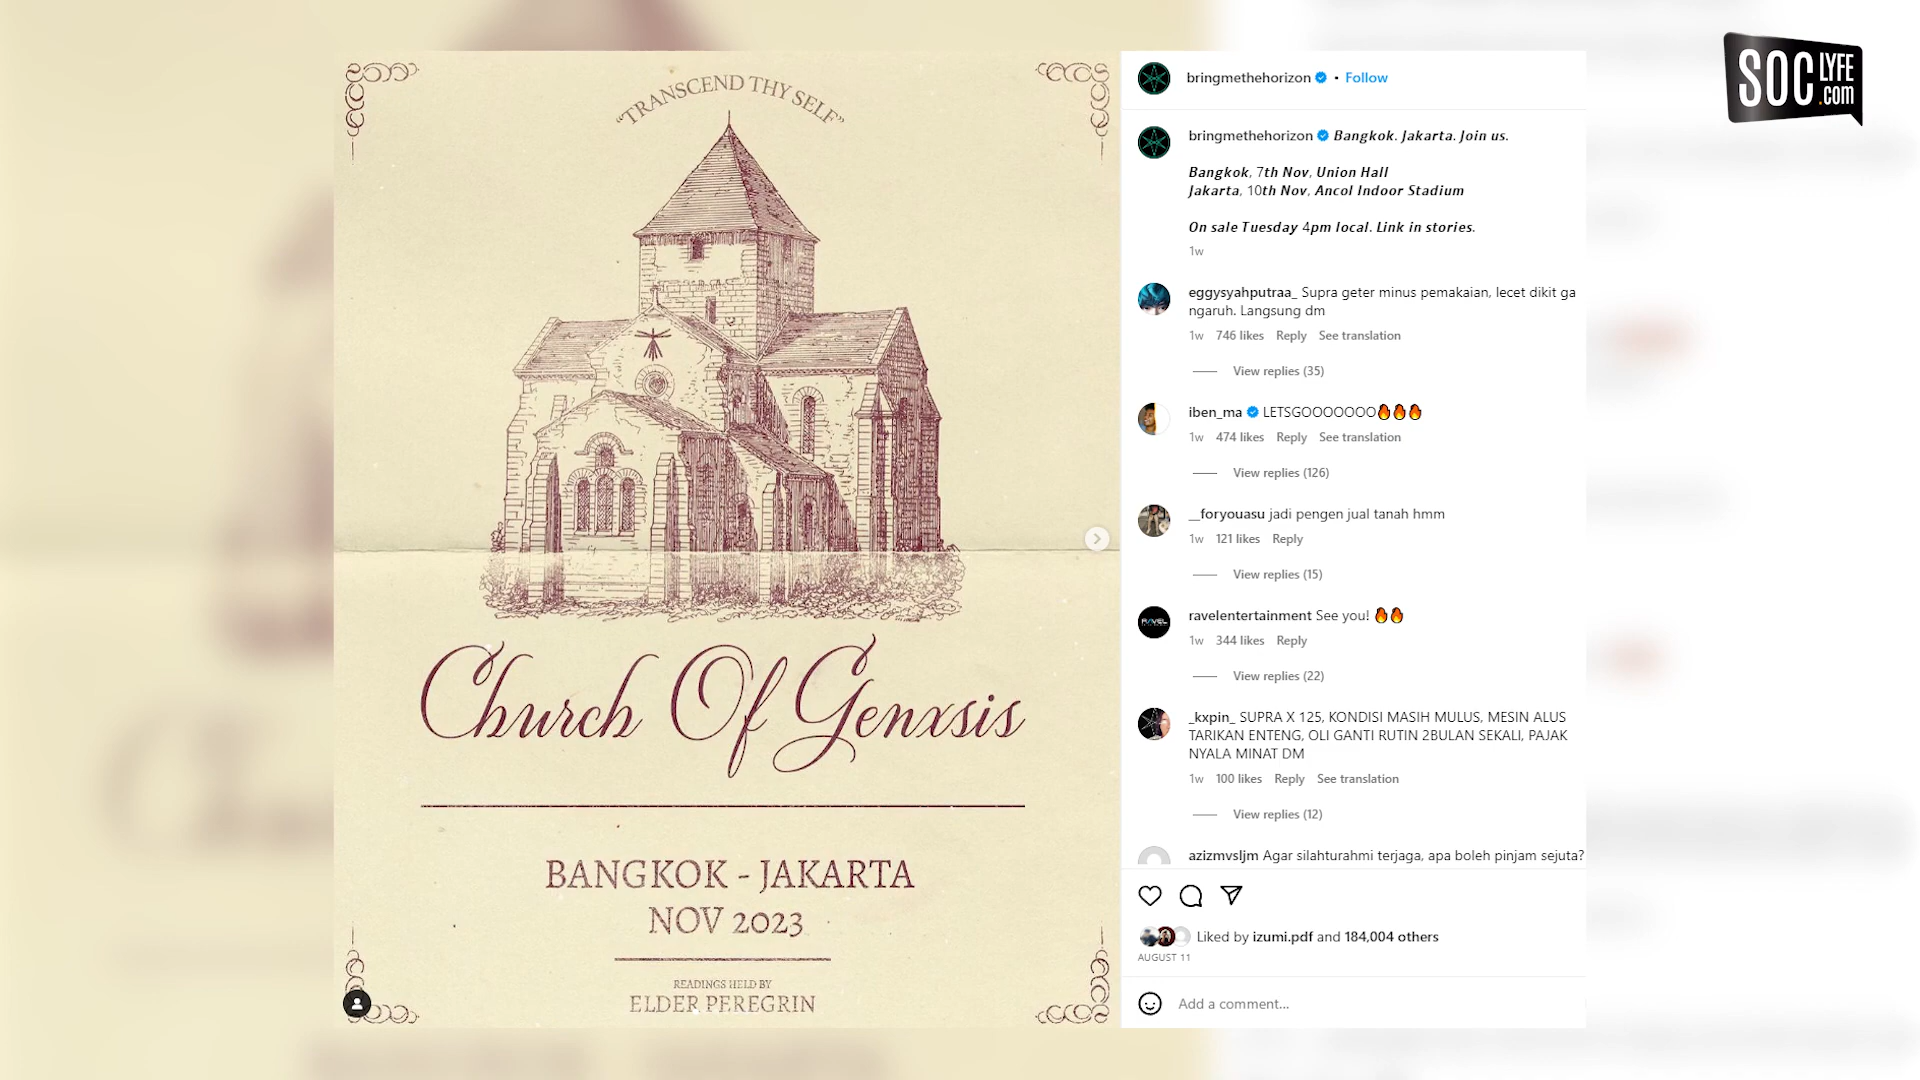 SOC LYFE
.com
“TRANSCEND THY SELF”
Church Of Genxsis
BANGKOK - JAKARTA
NOV 2023
READINGS HELD BY
ELDER PEREGRIN
bringmethehorizon • Follow
bringmethehorizon Bangkok. Jakarta. Join us.
Bangkok, 7th Nov, Union Hall
Jakarta, 10th Nov, Ancol Indoor Stadium
On sale Tuesday 4pm local. Link in stories.
1w
eggysyahputraa_ Supra geter minus pemakaian, lecet dikit ga
ngaruh. Langsung dm
1w 746 likes Reply See translation
View replies (35)
iben_ma LETSGOOOOOOO🔥🔥🔥
1w 474 likes Reply See translation
View replies (126)
__foryouasu jadi pengen jual tanah hmm
1w 121 likes Reply
View replies (15)
RAVEL
ravelentertainment See you! 🔥🔥
1w 344 likes Reply
View replies (22)
_kxpin_ SUPRA X 125, KONDISI MASIH MULUS, MESIN ALUS
TARIKAN ENTENG, OLI GANTI RUTIN 2BULAN SEKALI, PAJAK
NYALA MINAT DM
1w 100 likes Reply See translation
View replies (12)
azizmvsljm Agar silahturahmi terjaga, apa boleh pinjam sejuta?
Liked by izumi.pdf and 184,004 others
AUGUST 11
Add a comment...